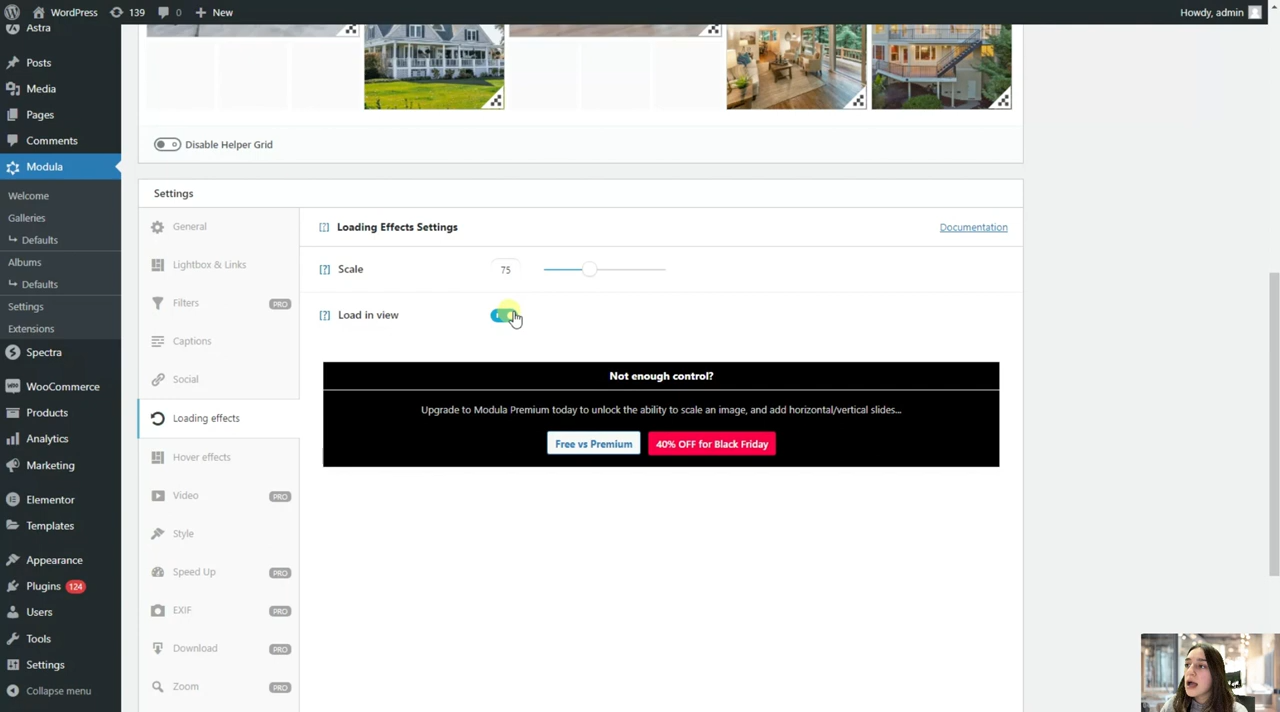 WordPress 139 0 New Howdy, admin
Astra
Posts
Media
Pages
Comments
Modula
Welcome
Galleries
↳ Defaults
Albums
↳ Defaults
Settings
Extensions
Spectra
WooCommerce
Products
Analytics
Marketing
Elementor
Templates
Appearance
Plugins 124
Users
Tools
Settings
Collapse menu
Disable Helper Grid
Settings
General
Lightbox & Links
Filters PRO
Captions
Social
Loading effects
Hover effects
Video PRO
Style
Speed Up PRO
EXIF PRO
Download PRO
Zoom PRO
[?] Loading Effects Settings Documentation
[?] Scale 75
[?] Load in view
Not enough control?
Upgrade to Modula Premium today to unlock the ability to scale an image, and add horizontal/vertical slides...
Free vs Premium 40% OFF for Black Friday